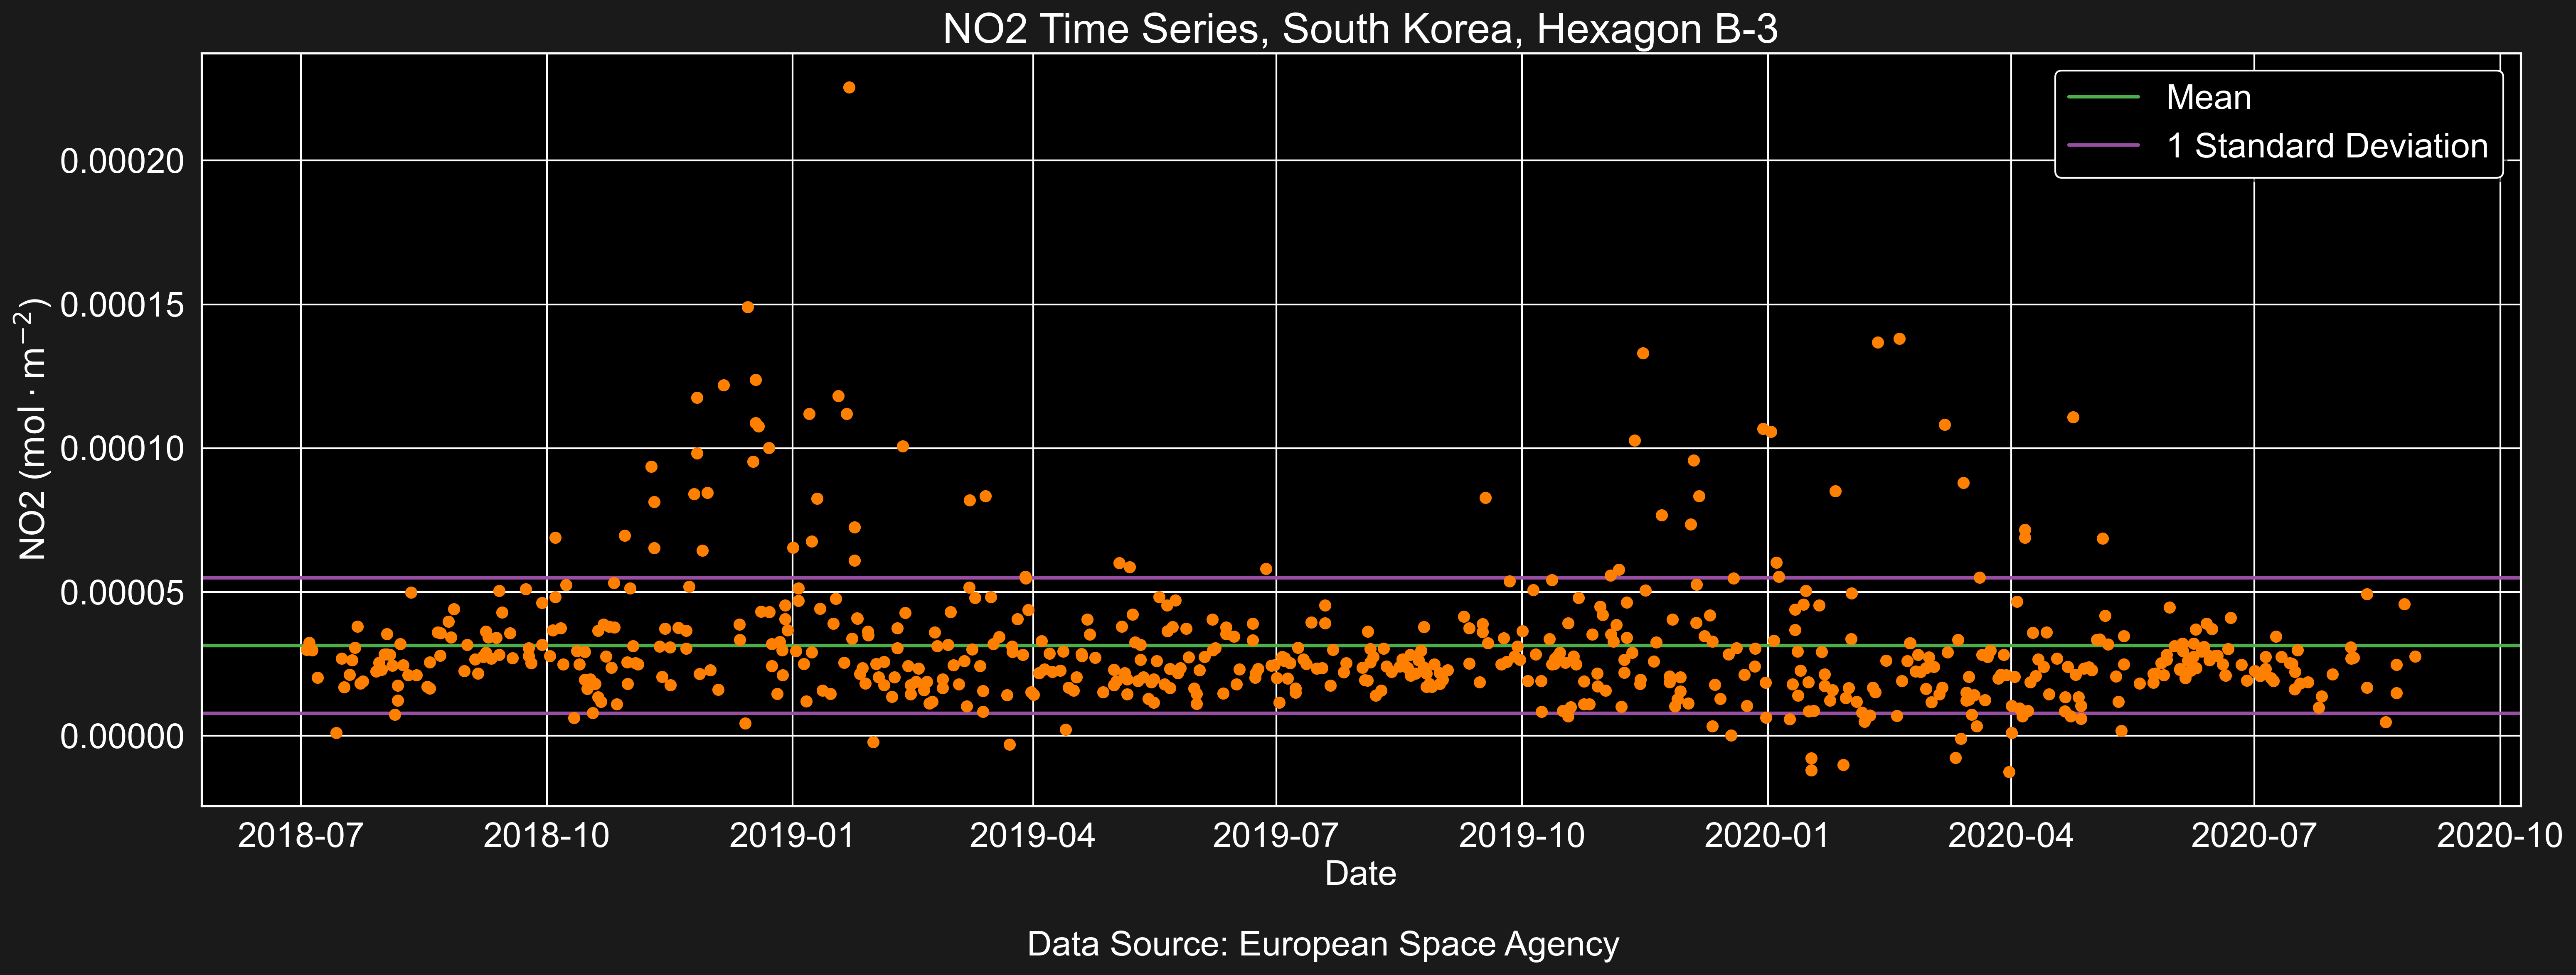 NO2 Time Series, South Korea, Hexagon B-3
Mean
1 Standard Deviation
NO2 (mol · m⁻²)
0.00020
0.00015
0.00010
0.00005
0.00000
2018-07 2018-10 2019-01 2019-04 2019-07 2019-10 2020-01 2020-04 2020-07 2020-10
Date
Data Source: European Space Agency